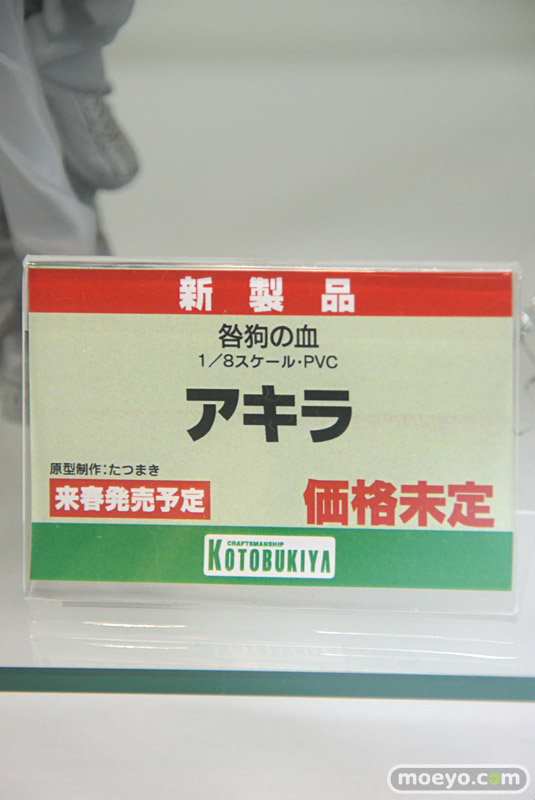 新製品
咎狗の血
1/8スケール・PVC
アキラ
原型制作:たつまき
来春発売予定
価格未定
CRAFTSMANSHIP
KOTOBUKIYA
moeyo.com